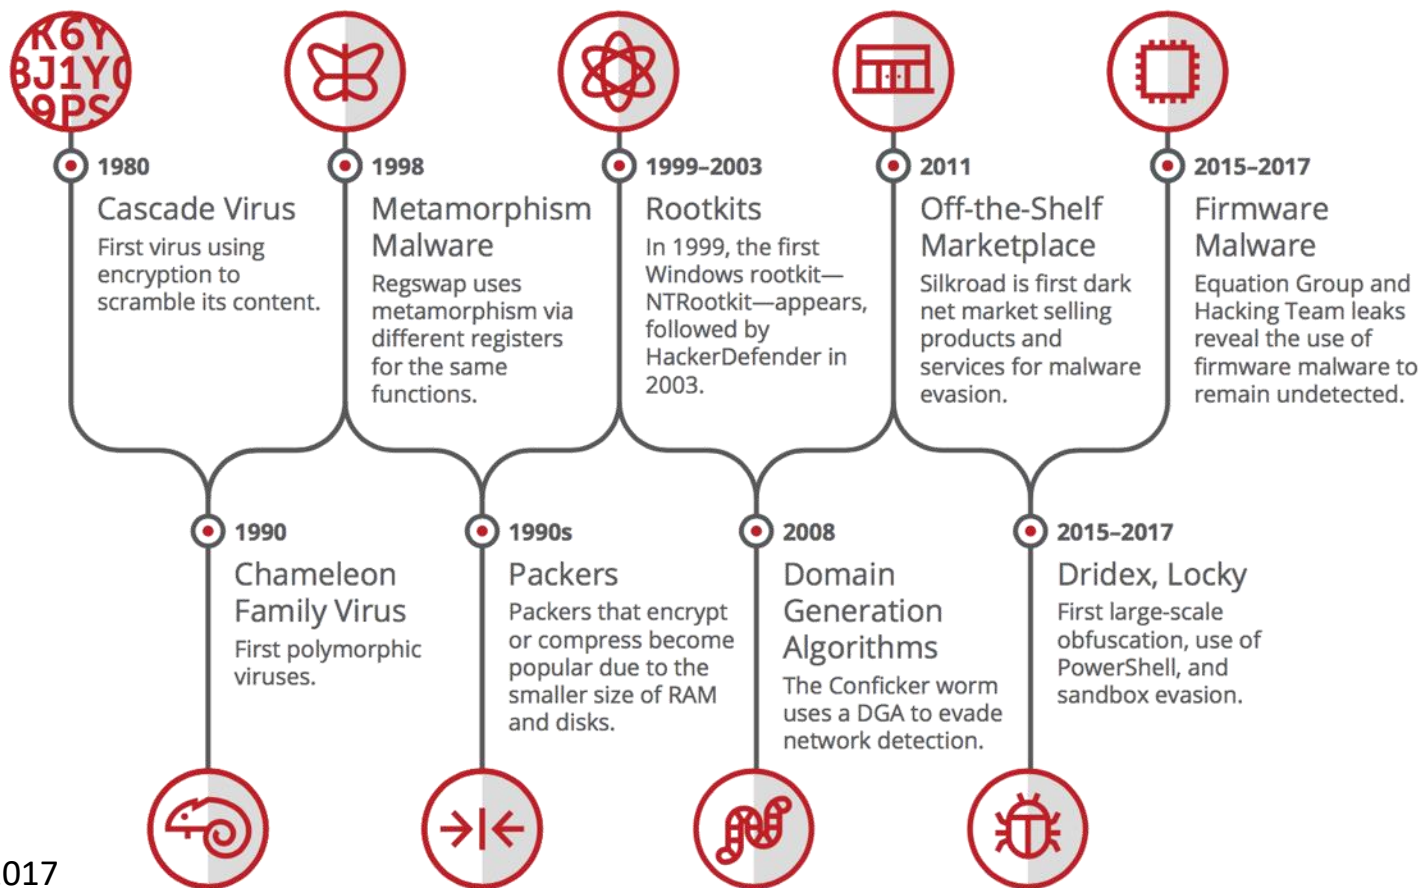 K6Y
BJ1Y
9PS
1980
Cascade Virus
First virus using
encryption to
scramble its content.
1998
Metamorphism
Malware
Regswap uses
metamorphism via
different registers
for the same
functions.
1999–2003
Rootkits
In 1999, the first
Windows rootkit—
NTRootkit—appears,
followed by
HackerDefender in
2003.
2011
Off-the-Shelf
Marketplace
Silkroad is first dark
net market selling
products and
services for malware
evasion.
2015–2017
Firmware
Malware
Equation Group and
Hacking Team leaks
reveal the use of
firmware malware to
remain undetected.
1990
Chameleon
Family Virus
First polymorphic
viruses.
1990s
Packers
Packers that encrypt
or compress become
popular due to the
smaller size of RAM
and disks.
2008
Domain
Generation
Algorithms
The Conficker worm
uses a DGA to evade
network detection.
2015–2017
Dridex, Locky
First large-scale
obfuscation, use of
PowerShell, and
sandbox evasion.
017